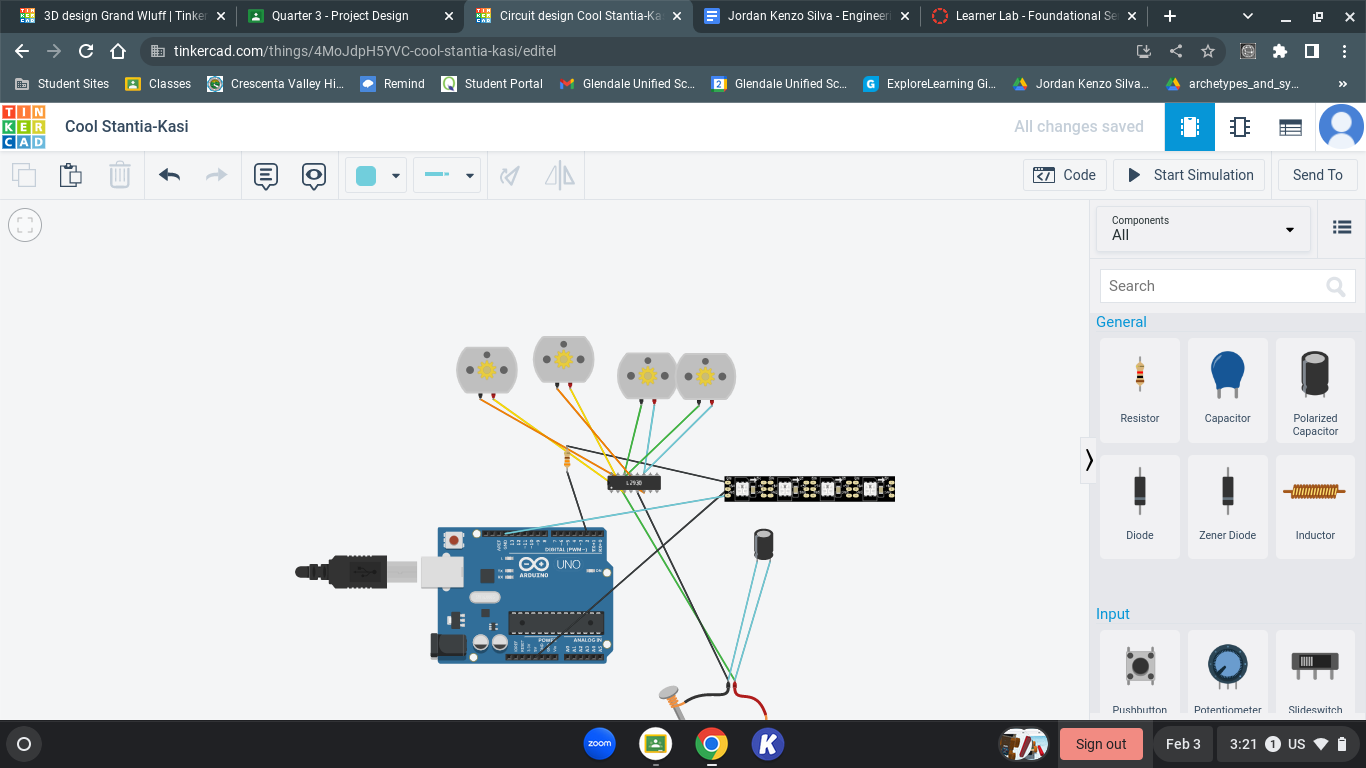 3D design Grand Wluff | Tinker
Quarter 3 - Project Design
Circuit design Cool Stantia-Kas
Jordan Kenzo Silva - Engineeri
Learner Lab - Foundational Se
tinkercad.com/things/4MoJdpH5YVC-cool-stantia-kasi/editel
Student Sites
Classes
Crescenta Valley Hi...
Remind
Student Portal
Glendale Unified Sc...
Glendale Unified Sc...
ExploreLearning Gi...
Jordan Kenzo Silva...
archetypes_and_sy...
TIN
KER
CAD
Cool Stantia-Kasi
All changes saved
Code
Start Simulation
Send To
Components
All
Search
General
Resistor
Capacitor
Polarized
Capacitor
Diode
Zener Diode
Inductor
Input
Pushbutton
Potentiometer
Slideswitch
L293D
DIGITAL (PWM~)
UNO
ARDUINO
POWER
ANALOG IN
zoom
K
Sign out
Feb 3
3:21
1
US